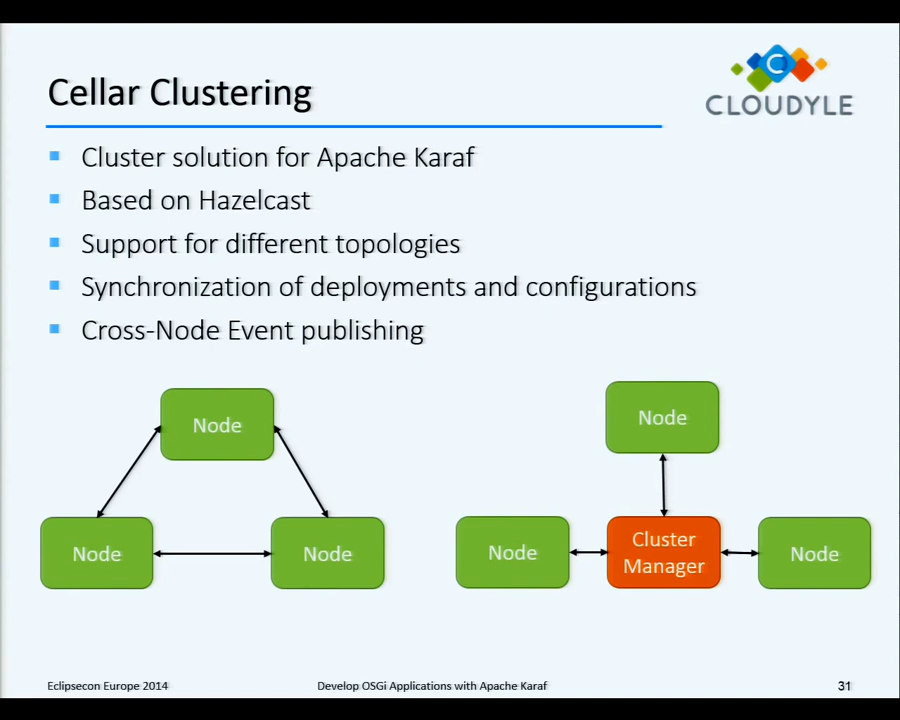 Cellar Clustering
CLOUDYLE
Cluster solution for Apache Karaf
Based on Hazelcast
Support for different topologies
Synchronization of deployments and configurations
Cross-Node Event publishing
Node
Node
Node
Node
Node
Cluster
Manager
Node
Eclipsecon Europe 2014
Develop OSGi Applications with Apache Karaf
31